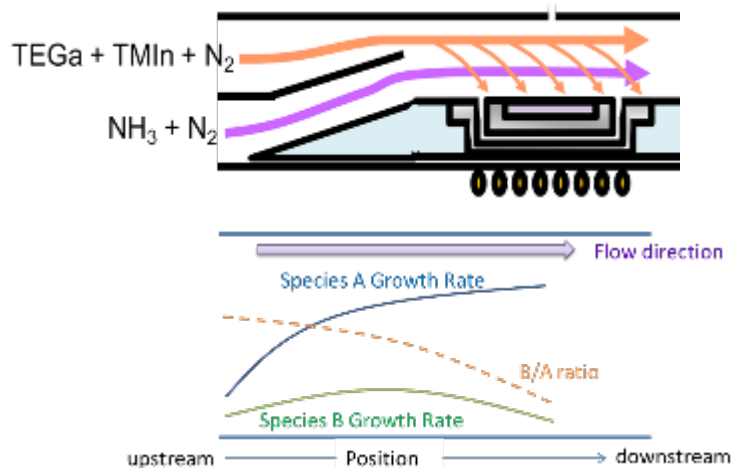 TEGa + TMIn + N2
NH3 + N2
Flow direction
Species A Growth Rate
B/A ratio
Species B Growth Rate
upstream Position downstream